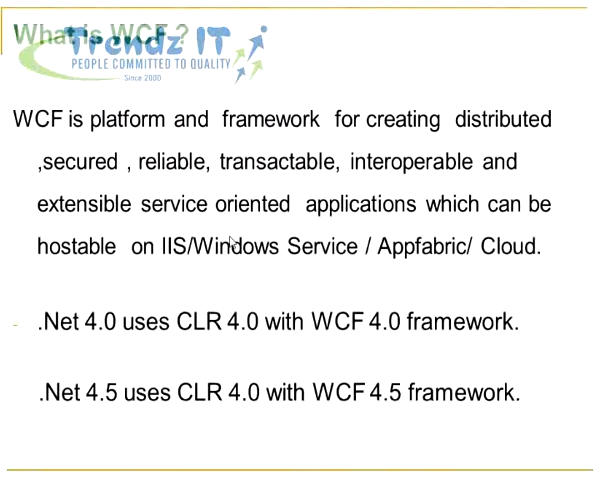 What is WCF ?
Trendz IT
PEOPLE COMMITTED TO QUALITY
Since 2000
WCF is platform and framework for creating distributed
,secured , reliable, transactable, interoperable and
extensible service oriented applications which can be
hostable on IIS/Windows Service / Appfabric/ Cloud.
- .Net 4.0 uses CLR 4.0 with WCF 4.0 framework.
.Net 4.5 uses CLR 4.0 with WCF 4.5 framework.